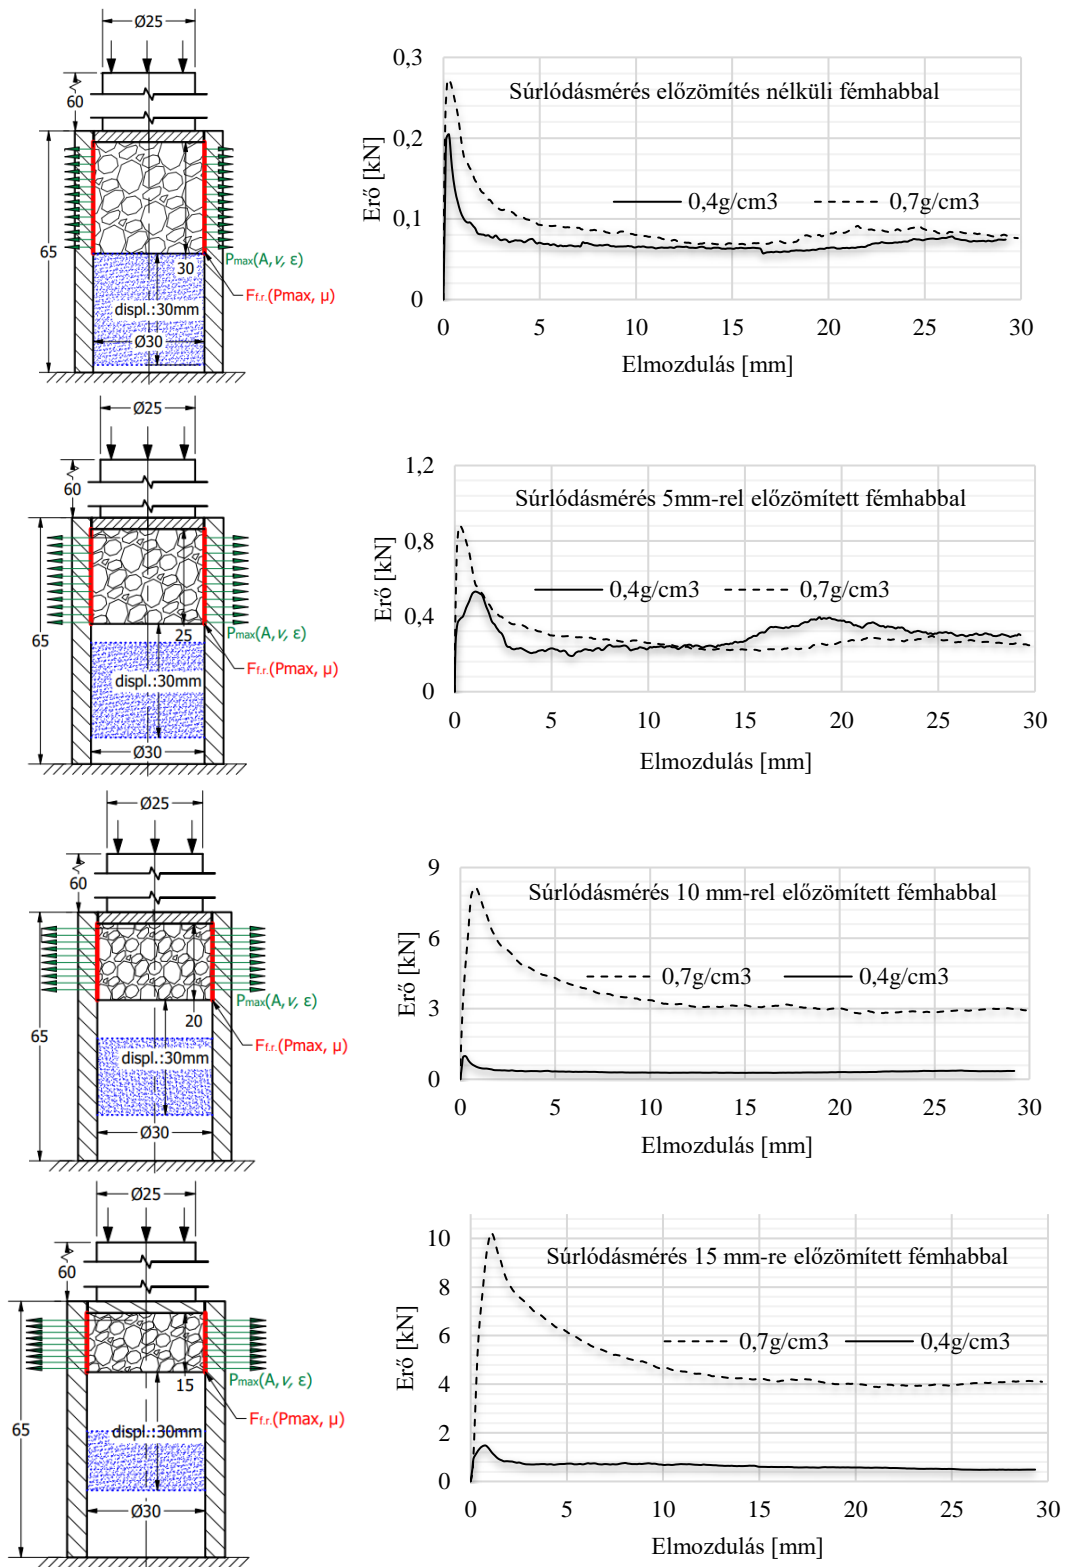 Ø25
60
65
30
Pmax(A, ν, ε)
Ff.r.(Pmax, μ)
displ.:30mm
Ø30
Súrlódásmérés előzömítés nélküli fémhabbal
0,4g/cm3
0,7g/cm3
Erő [kN]
0,3
0,2
0,1
0
0
5
10
15
20
25
30
Elmozdulás [mm]
Ø25
60
65
25
Pmax(A, ν, ε)
Ff.r.(Pmax, μ)
displ.:30mm
Ø30
Súrlódásmérés 5mm-rel előzömített fémhabbal
0,4g/cm3
0,7g/cm3
Erő [kN]
1,2
0,8
0,4
0
0
5
10
15
20
25
30
Elmozdulás [mm]
Ø25
60
65
20
Pmax(A, ν, ε)
Ff.r.(Pmax, μ)
displ.:30mm
Ø30
Súrlódásmérés 10 mm-rel előzömített fémhabbal
0,7g/cm3
0,4g/cm3
Erő [kN]
9
6
3
0
0
5
10
15
20
25
30
Elmozdulás [mm]
Ø25
60
65
15
Pmax(A, ν, ε)
Ff.r.(Pmax, μ)
displ.:30mm
Ø30
Súrlódásmérés 15 mm-re előzömített fémhabbal
0,7g/cm3
0,4g/cm3
Erő [kN]
10
8
6
4
2
0
0
5
10
15
20
25
30
Elmozdulás [mm]